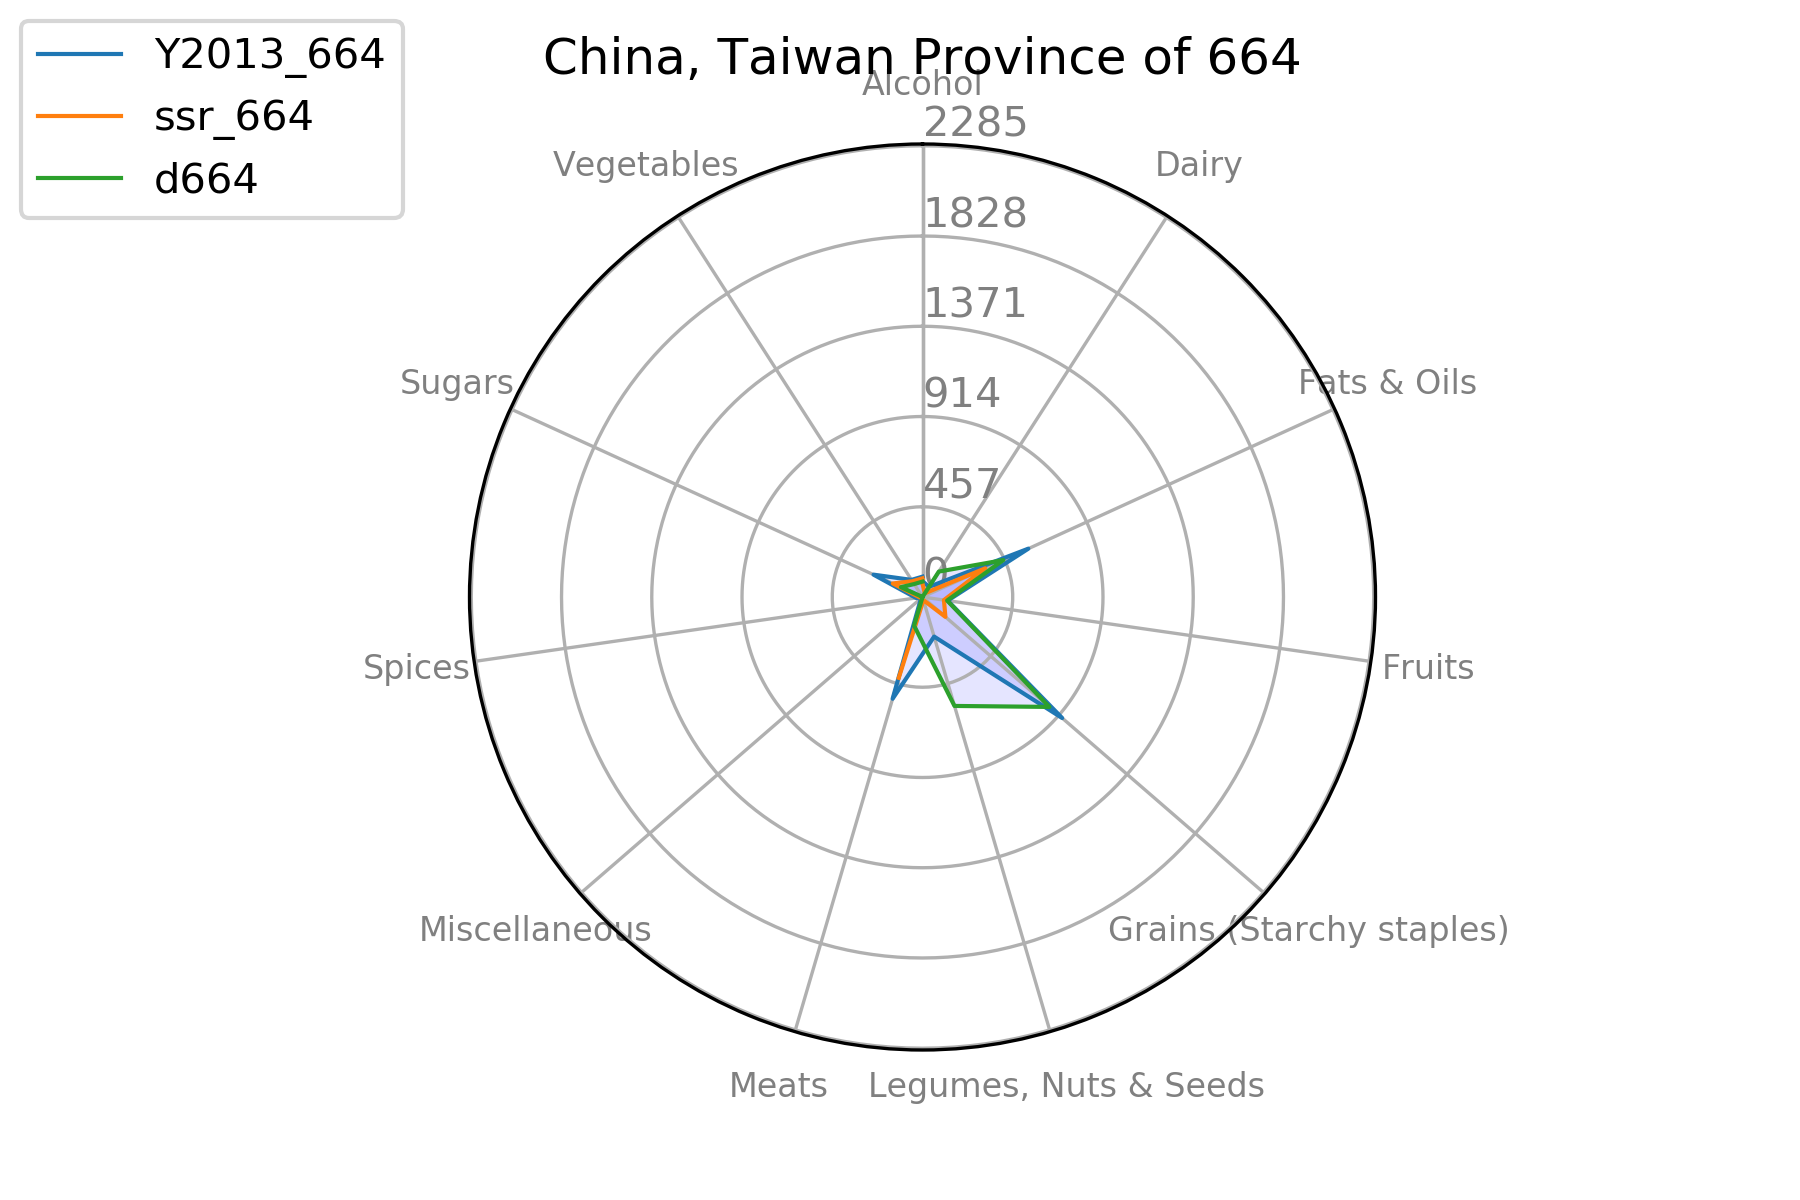 Y2013_664
ssr_664
d664
China, Taiwan Province of 664
Alcohol
2285
Vegetables
Dairy
1828
1371
Sugars
Fats & Oils
914
457
0
Spices
Fruits
Miscellaneous
Grains (Starchy staples)
Meats
Legumes, Nuts & Seeds